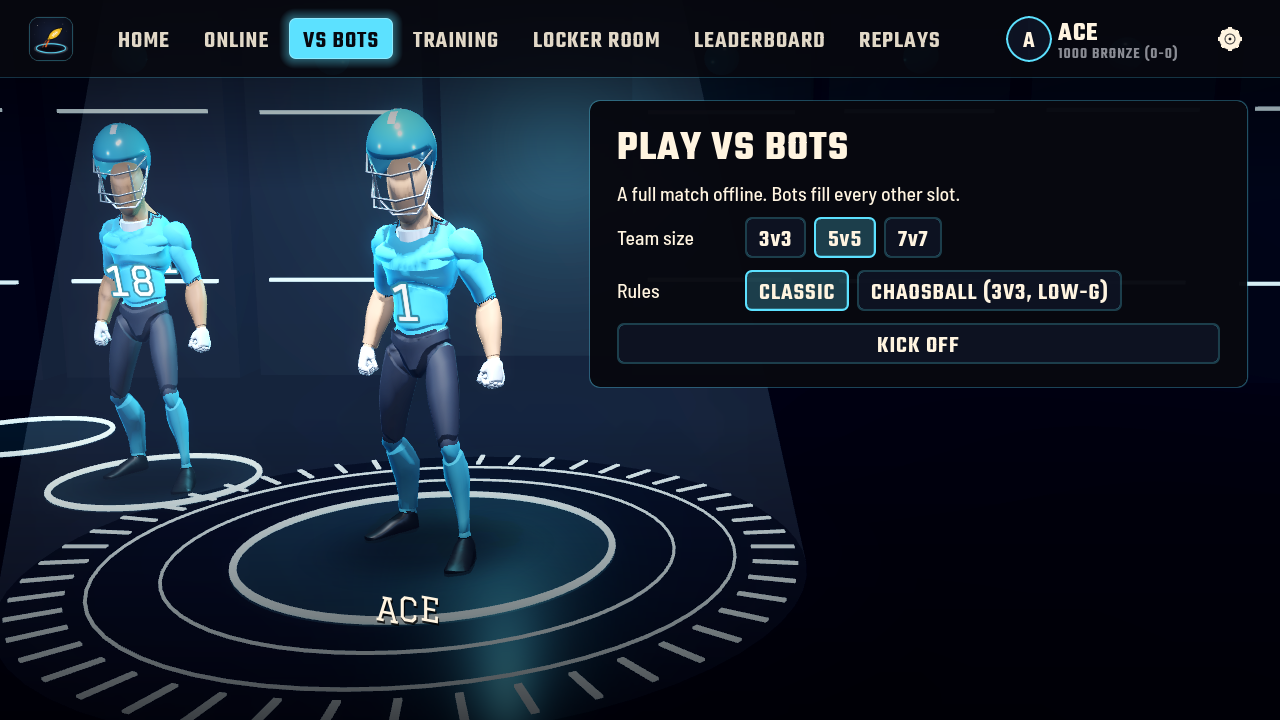 HOME ONLINE VS BOTS TRAINING LOCKER ROOM LEADERBOARD REPLAYS
A ACE
1000 BRONZE (0-0)
PLAY VS BOTS
A full match offline. Bots fill every other slot.
Team size 3v3 5v5 7v7
Rules CLASSIC CHAOSBALL (3V3, LOW-G)
KICK OFF
18
1
ACE